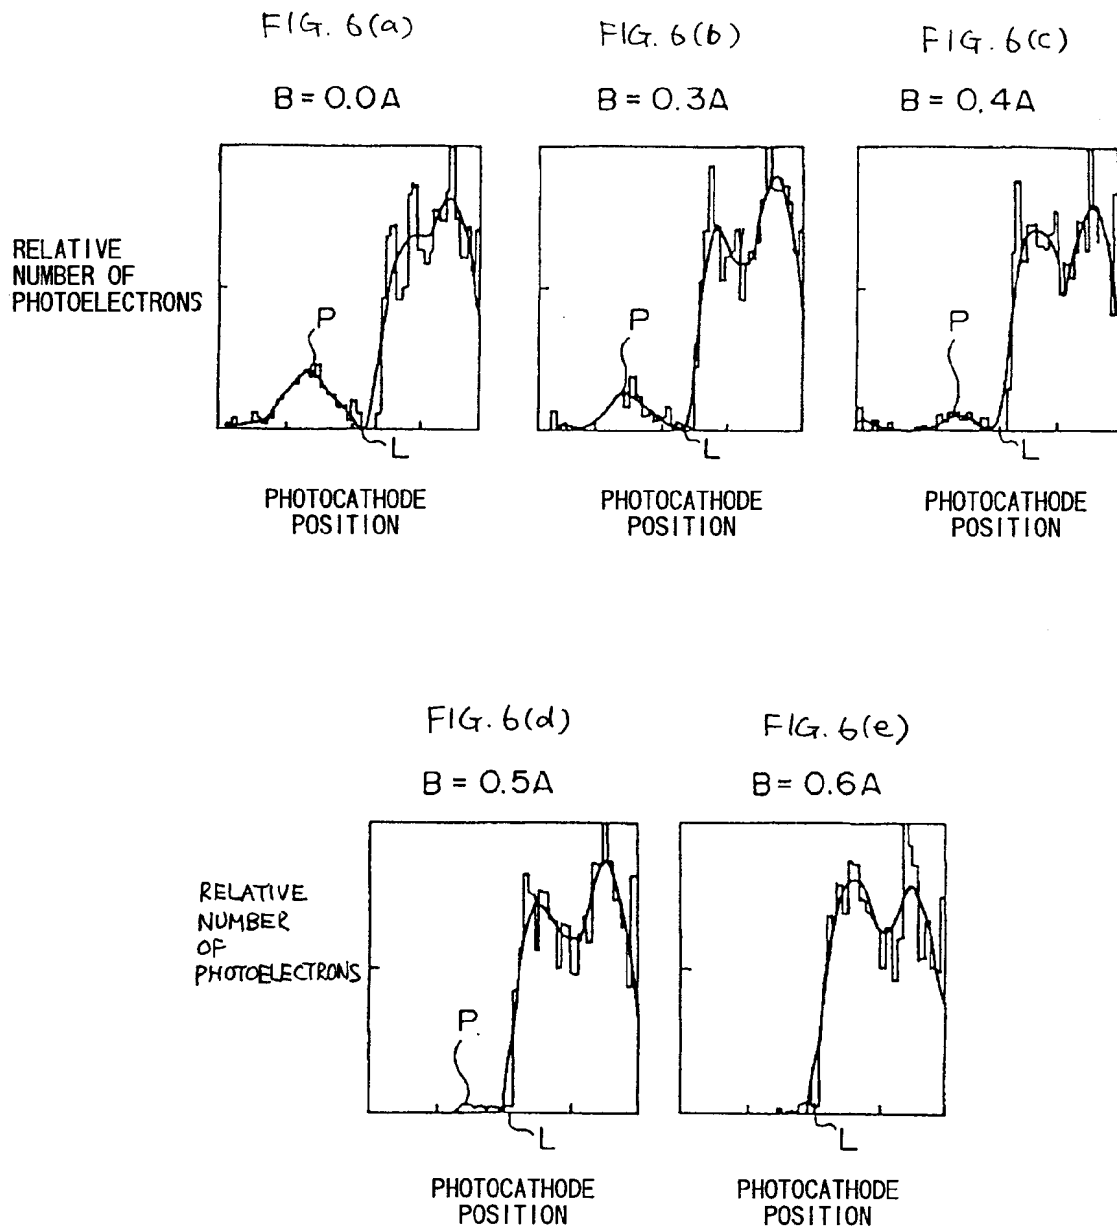 FIG. 6(a)
FIG. 6(b)
FIG. 6(c)
B = 0.0A
B = 0.3A
B = 0.4A
RELATIVE
NUMBER OF
PHOTOELECTRONS
P
P
P
L
L
L
PHOTOCATHODE
POSITION
PHOTOCATHODE
POSITION
PHOTOCATHODE
POSITION
FIG. 6(d)
FIG. 6(e)
B = 0.5A
B = 0.6A
RELATIVE
NUMBER
OF
PHOTOELECTRONS
P
L
L
PHOTOCATHODE
POSITION
PHOTOCATHODE
POSITION